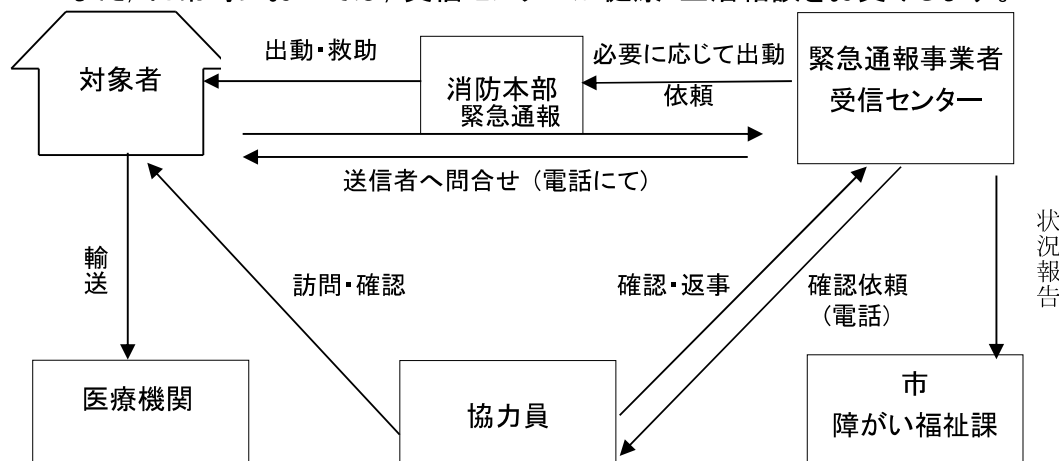 出動・救助
必要に応じて出動
依頼
対象者
消防本部
緊急通報
緊急通報事業者
受信センター
送信者へ問合せ（電話にて）
状況報告
輸送
訪問・確認
確認・返事
確認依頼
（電話）
医療機関
協力員
市
障がい福祉課